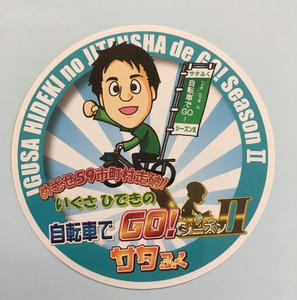 IGUSA HIDEKI no JITENSHA de GO! Season II
サタふく
自転車でGO!
シーズンII
めざせ59市町村走破!
いぐさ ひできの
自転車で GO! シーズンII
サタふく